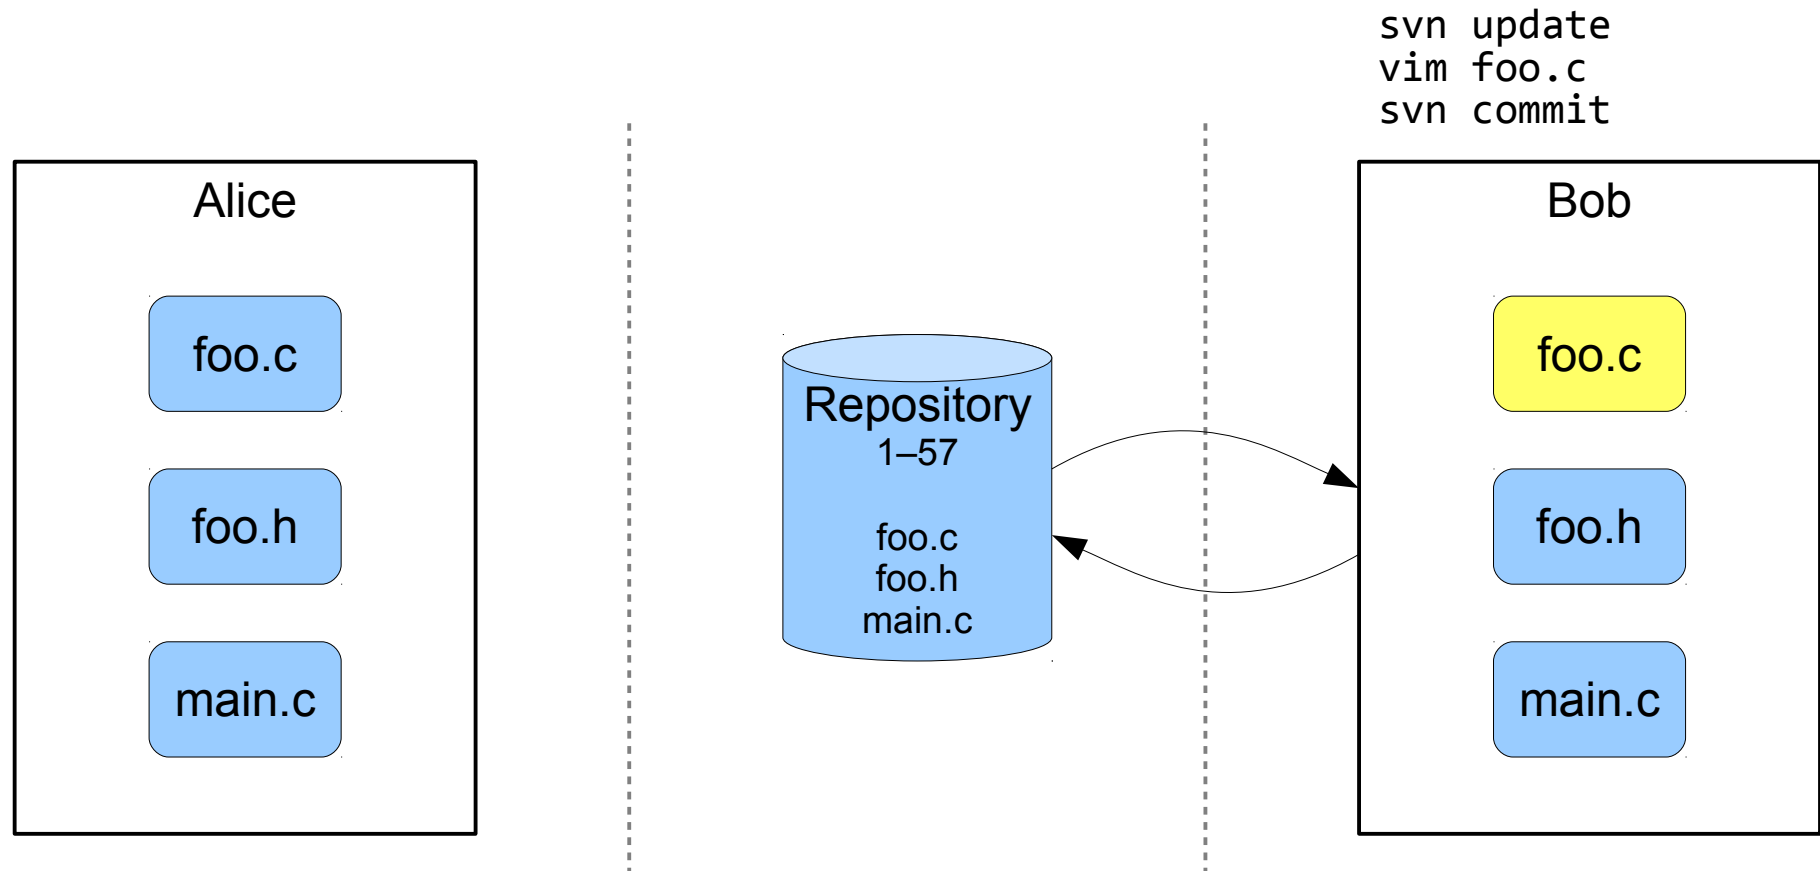 svn update
vim foo.c
svn commit
Alice
foo.c
foo.h
main.c
Repository
1–57
foo.c
foo.h
main.c
Bob
foo.c
foo.h
main.c